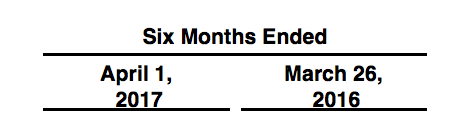 Six Months Ended
April 1, March 26,
2017 2016